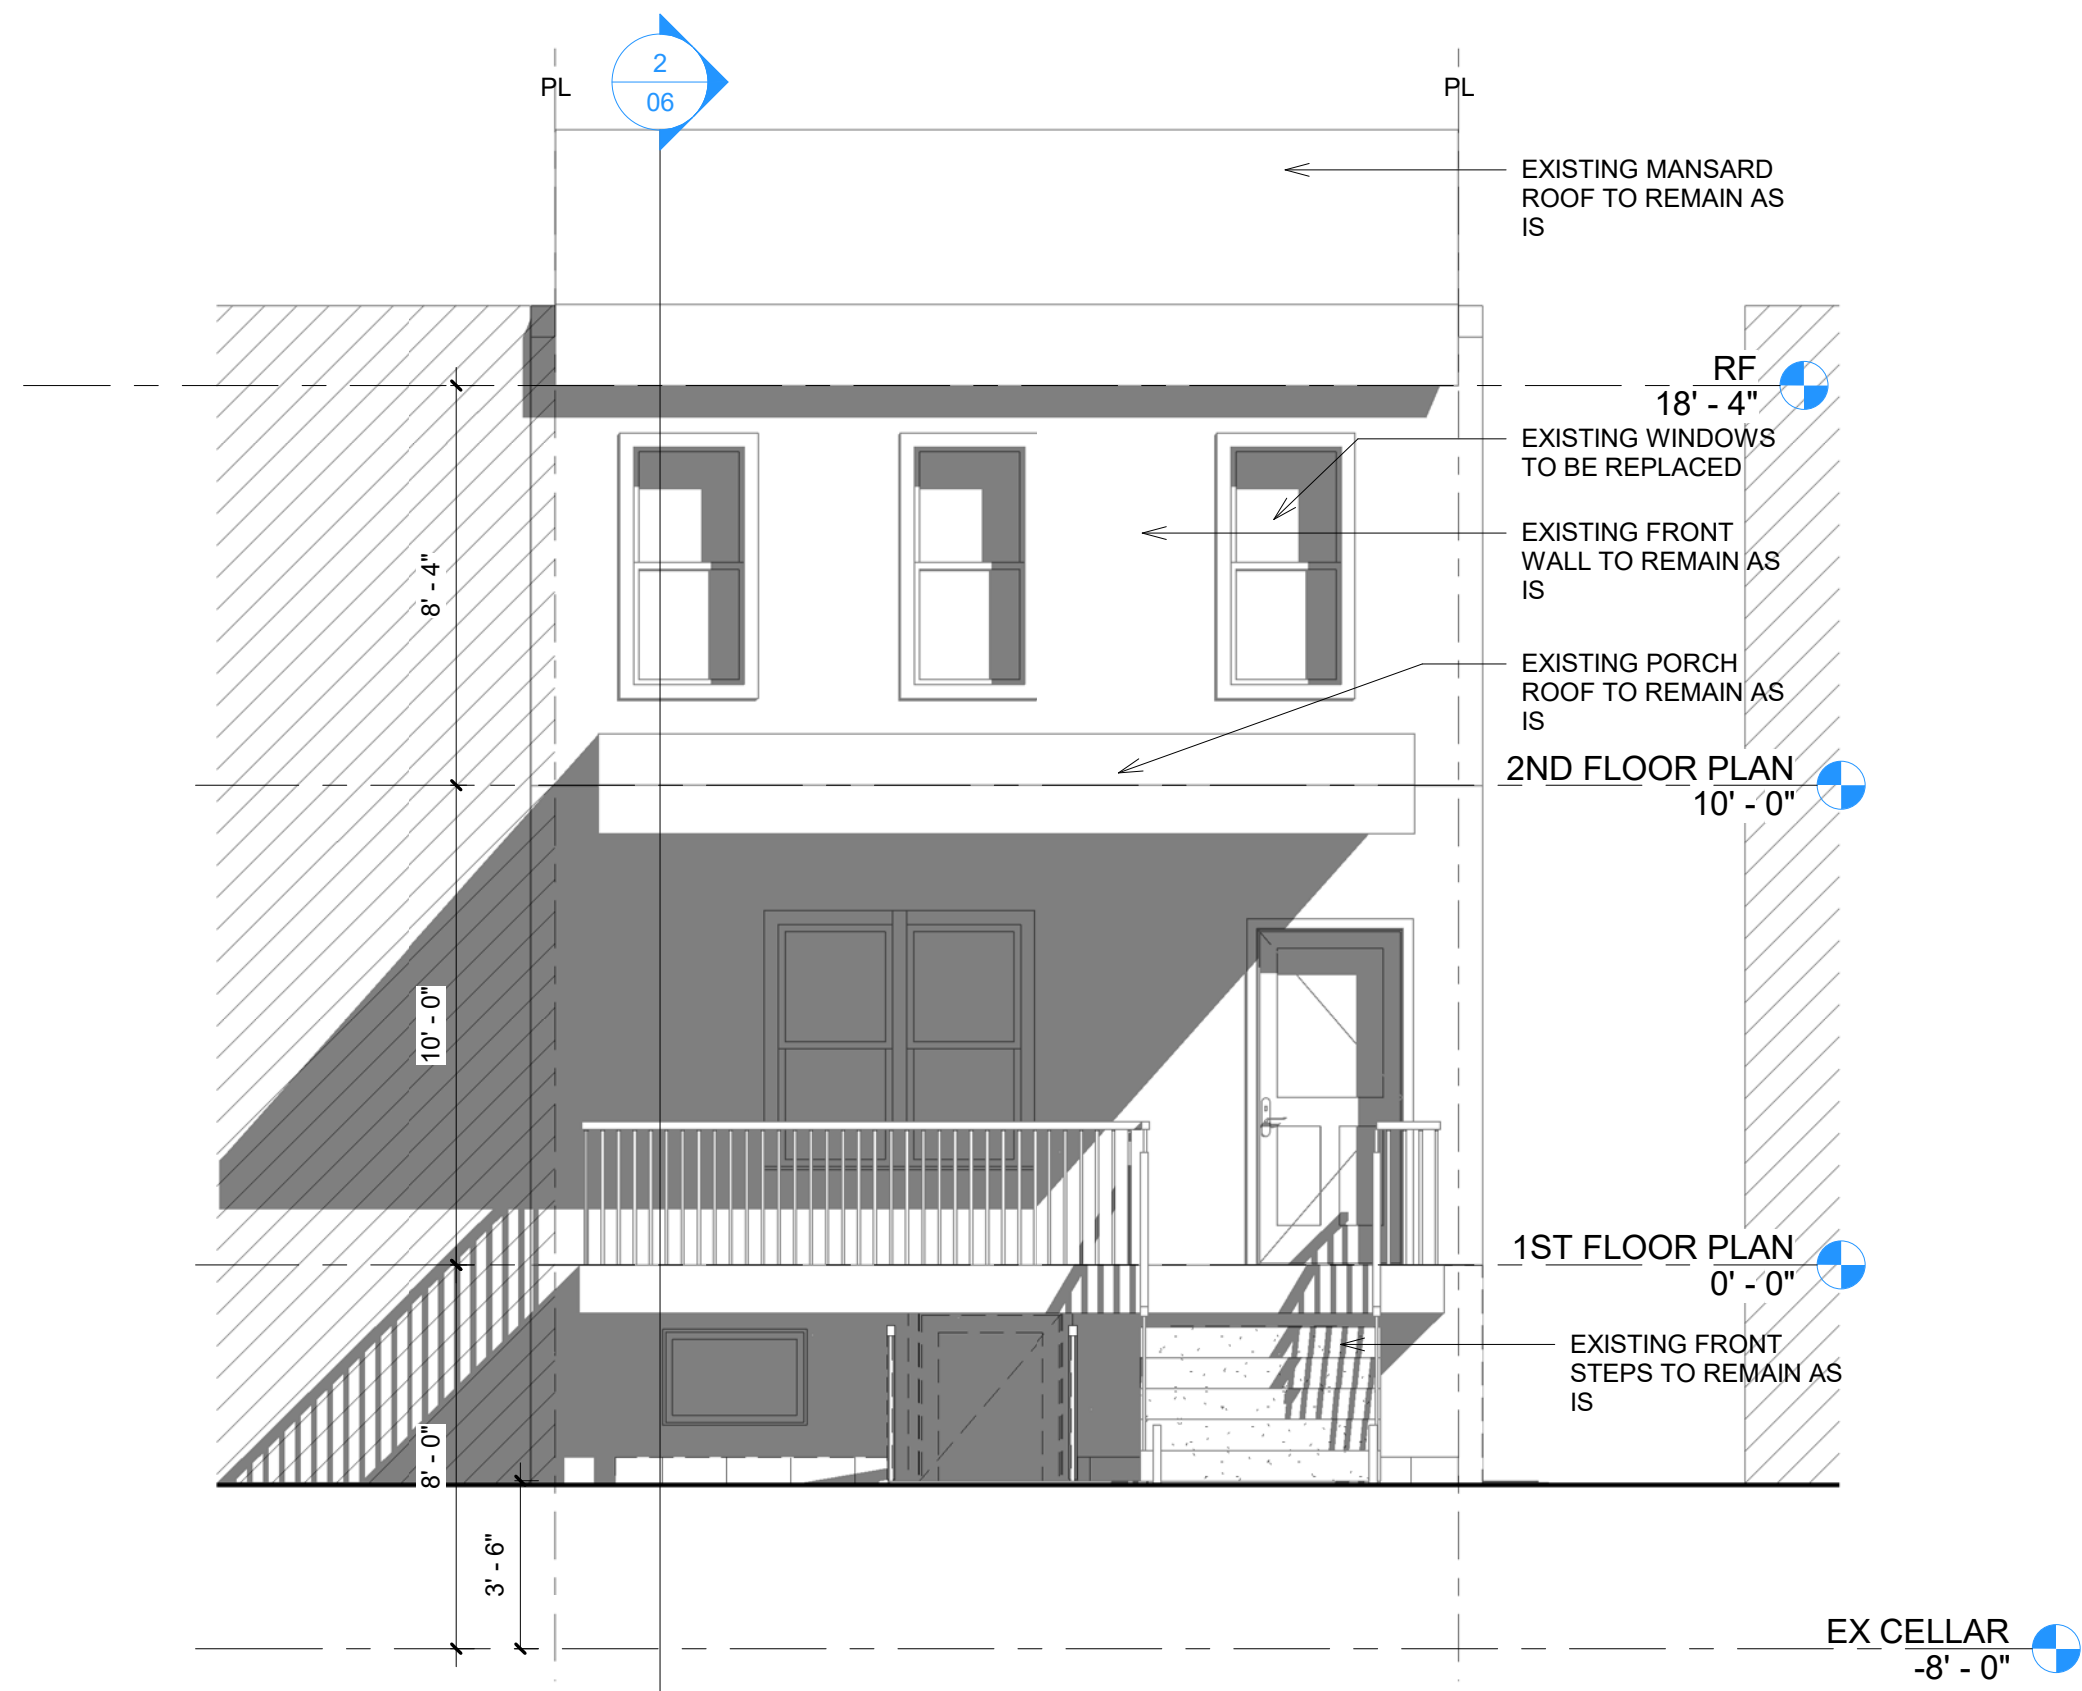 2
06
PL
PL
EXISTING MANSARD
ROOF TO REMAIN AS
IS
RF
18' - 4"
EXISTING WINDOWS
TO BE REPLACED
EXISTING FRONT
WALL TO REMAIN AS
IS
8' - 4"
EXISTING PORCH
ROOF TO REMAIN AS
IS
2ND FLOOR PLAN
10' - 0"
10' - 0"
1ST FLOOR PLAN
0' - 0"
EXISTING FRONT
STEPS TO REMAIN AS
IS
8' - 0"
3' - 6"
EX CELLAR
-8' - 0"